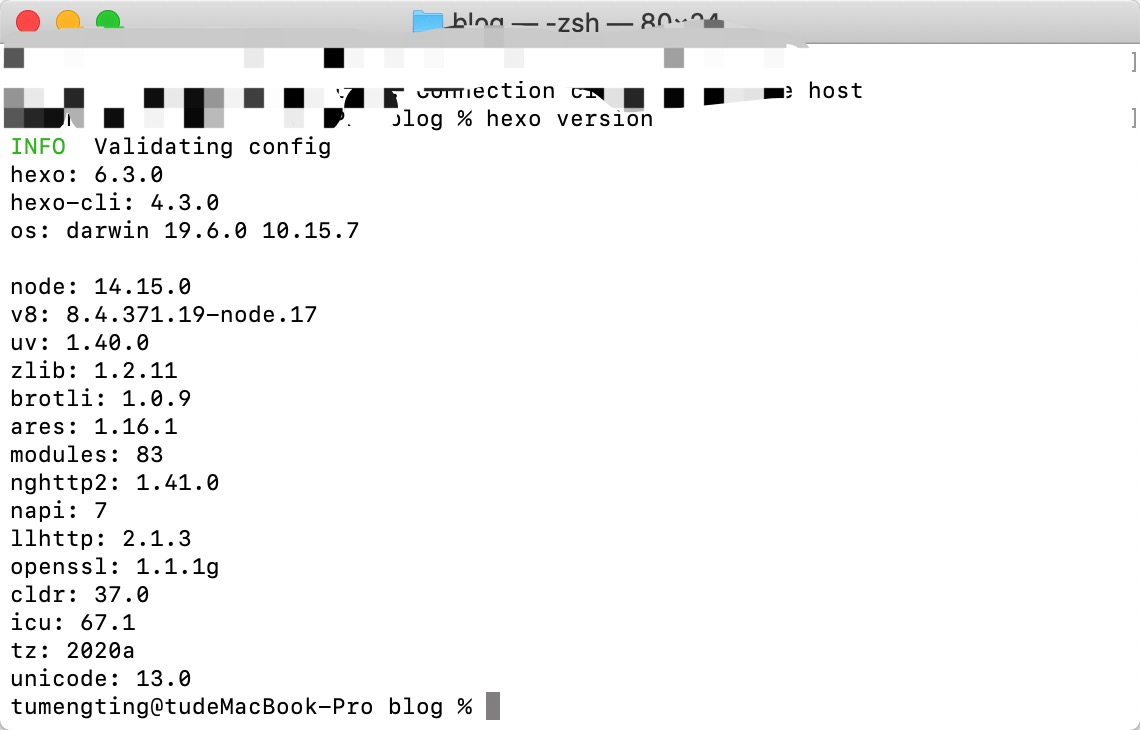 blog — -zsh — 80×24
host
blog % hexo version
INFO  Validating config
hexo: 6.3.0
hexo-cli: 4.3.0
os: darwin 19.6.0 10.15.7
node: 14.15.0
v8: 8.4.371.19-node.17
uv: 1.40.0
zlib: 1.2.11
brotli: 1.0.9
ares: 1.16.1
modules: 83
nghttp2: 1.41.0
napi: 7
llhttp: 2.1.3
openssl: 1.1.1g
cldr: 37.0
icu: 67.1
tz: 2020a
unicode: 13.0
tumengting@tudeMacBook-Pro blog %